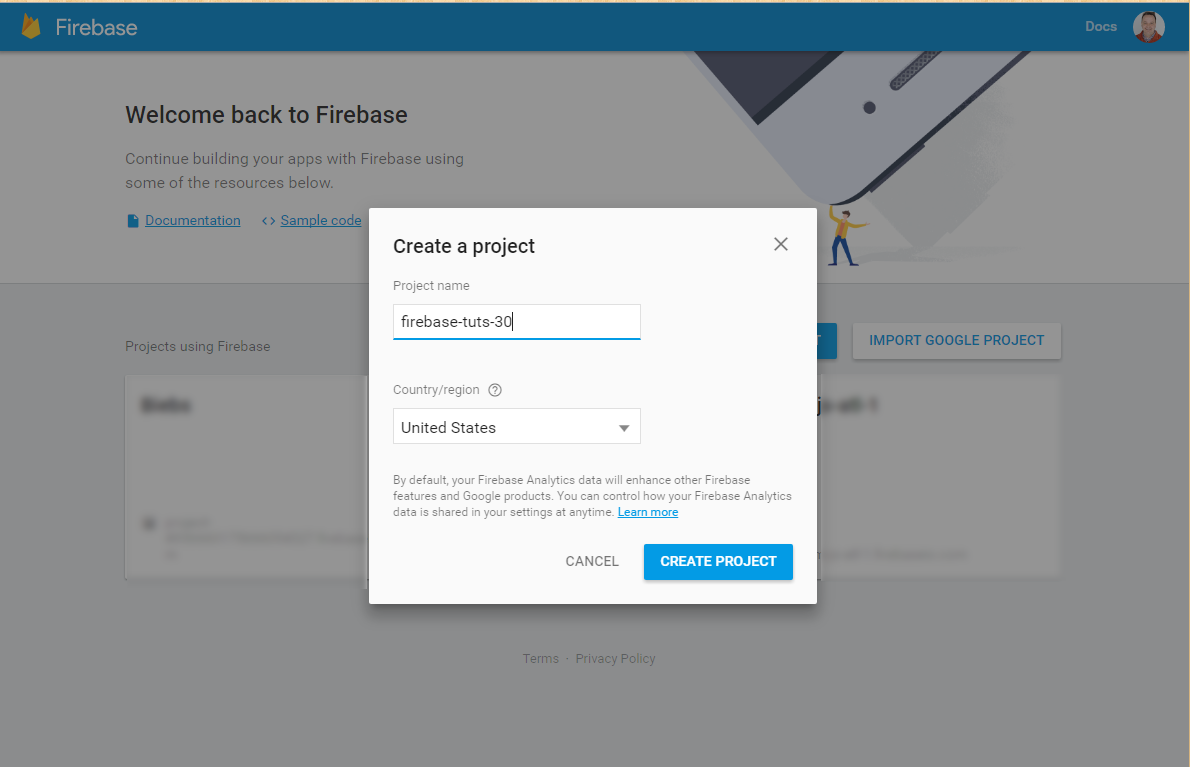 Firebase
Docs
Welcome back to Firebase
Continue building your apps with Firebase using
some of the resources below.
Documentation
Sample code
Create a project
Project name
firebase-tuts-30
Country/region
United States
By default, your Firebase Analytics data will enhance other Firebase
features and Google products. You can control how your Firebase Analytics
data is shared in your settings at anytime. Learn more
CANCEL
CREATE PROJECT
Projects using Firebase
IMPORT GOOGLE PROJECT
Terms · Privacy Policy